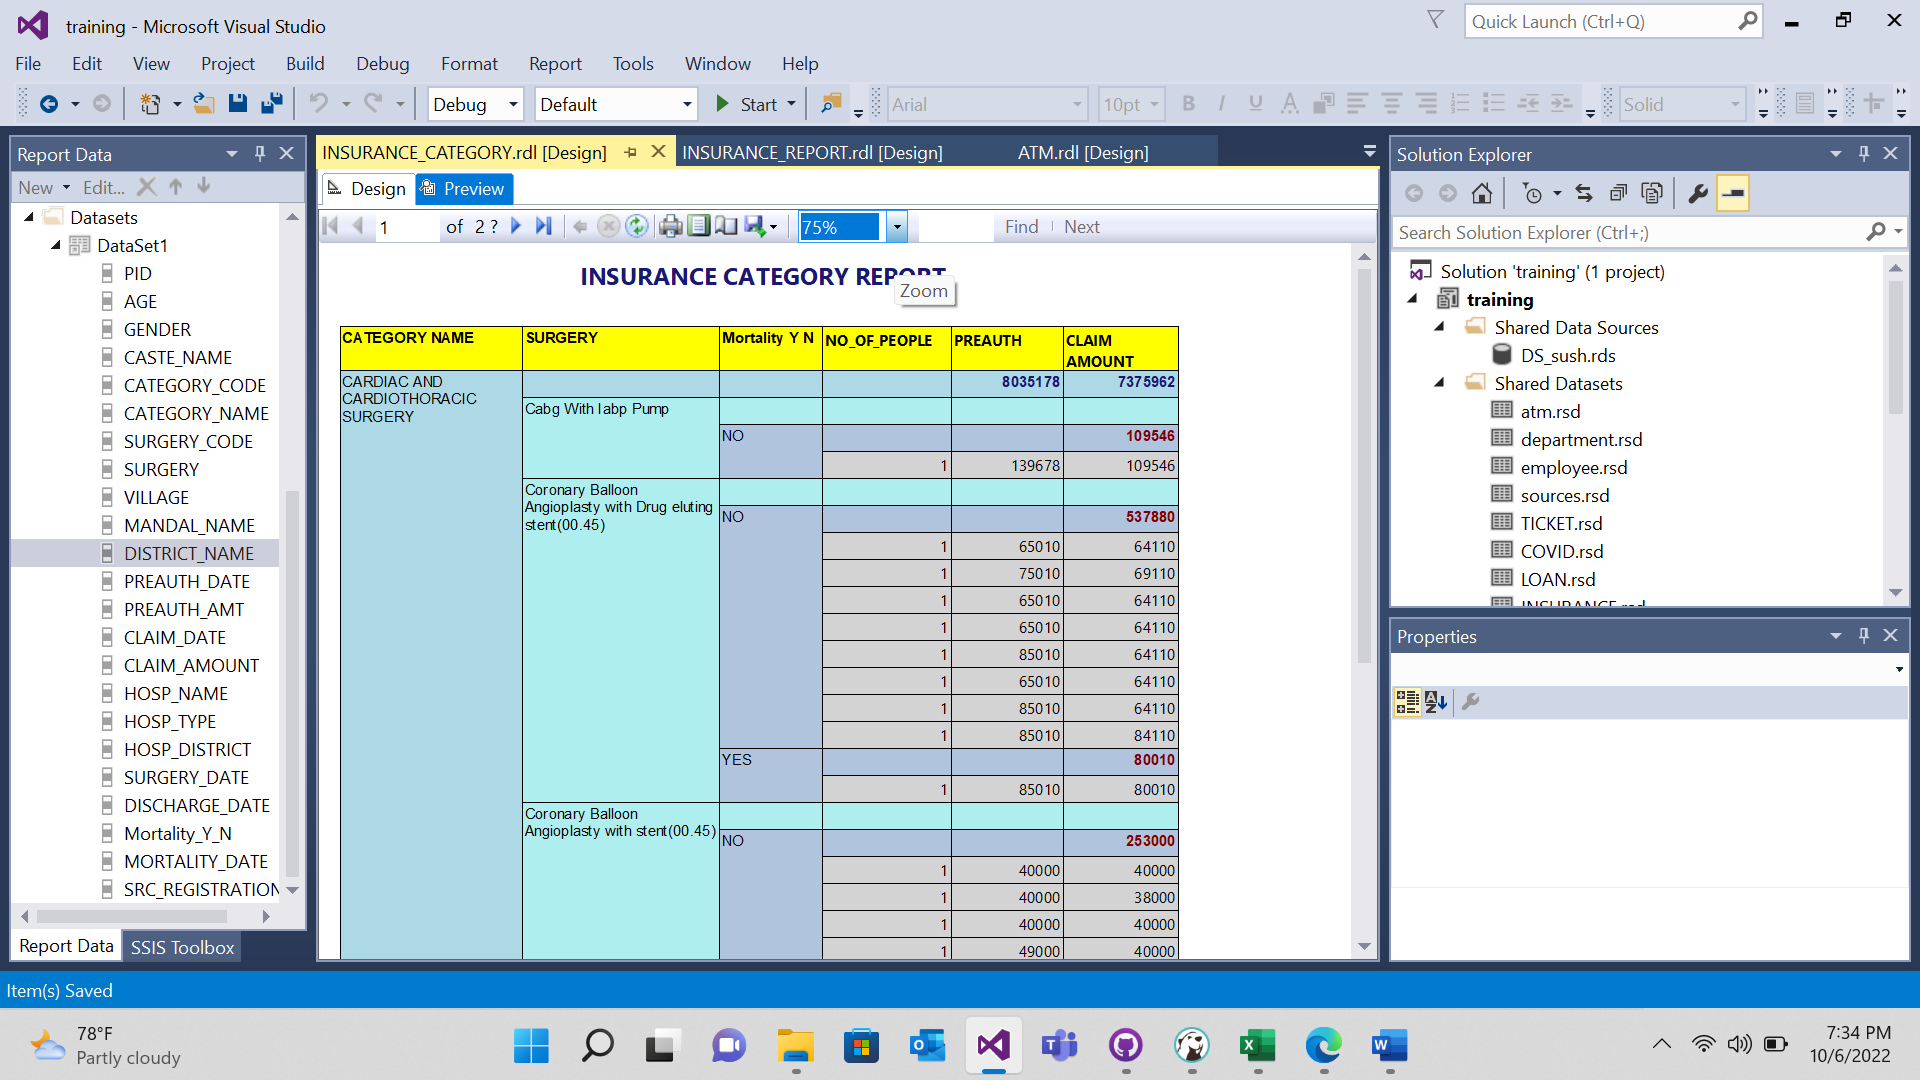 training - Microsoft Visual Studio
Quick Launch (Ctrl+Q)
File Edit View Project Build Debug Format Report Tools Window Help
Debug Default Start Arial 10pt B I U A Solid
Report Data
New Edit...
Datasets
DataSet1
PID
AGE
GENDER
CASTE_NAME
CATEGORY_CODE
CATEGORY_NAME
SURGERY_CODE
SURGERY
VILLAGE
MANDAL_NAME
DISTRICT_NAME
PREAUTH_DATE
PREAUTH_AMT
CLAIM_DATE
CLAIM_AMOUNT
HOSP_NAME
HOSP_TYPE
HOSP_DISTRICT
SURGERY_DATE
DISCHARGE_DATE
Mortality_Y_N
MORTALITY_DATE
SRC_REGISTRATION
Report Data SSIS Toolbox
INSURANCE_CATEGORY.rdl [Design] INSURANCE_REPORT.rdl [Design] ATM.rdl [Design]
Design Preview
1 of 2 ? 75% Find Next
INSURANCE CATEGORY REPORT
Zoom
CATEGORY NAME SURGERY Mortality Y N NO_OF_PEOPLE PREAUTH CLAIM
AMOUNT
CARDIAC AND 8035178 7375962
CARDIOTHORACIC
SURGERY
Cabg With Iabp Pump
NO 109546
1 139678 109546
Coronary Balloon
Angioplasty with Drug eluting
stent(00.45)
NO 537880
1 65010 64110
1 75010 69110
1 65010 64110
1 65010 64110
1 85010 64110
1 65010 64110
1 85010 64110
1 85010 84110
YES 80010
1 85010 80010
Coronary Balloon
Angioplasty with stent(00.45)
NO 253000
1 40000 40000
1 40000 38000
1 40000 40000
1 49000 40000
Solution Explorer
Search Solution Explorer (Ctrl+;)
Solution 'training' (1 project)
training
Shared Data Sources
DS_sush.rds
Shared Datasets
atm.rsd
department.rsd
employee.rsd
sources.rsd
TICKET.rsd
COVID.rsd
LOAN.rsd
INSURANCE.rsd
Properties
Item(s) Saved
78°F
Partly cloudy
7:34 PM
10/6/2022